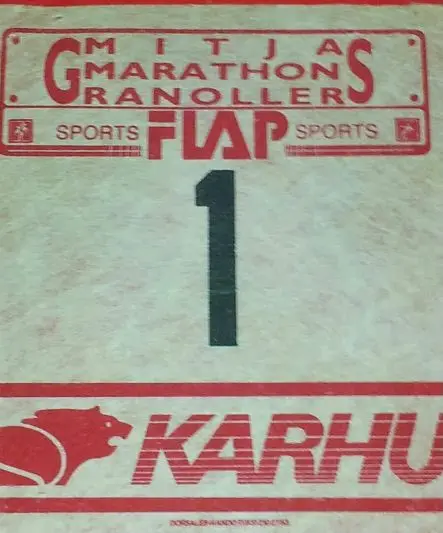 MITJA
MARATHON
GRANOLLERS
SPORTS FLAP SPORTS
1
KARHU